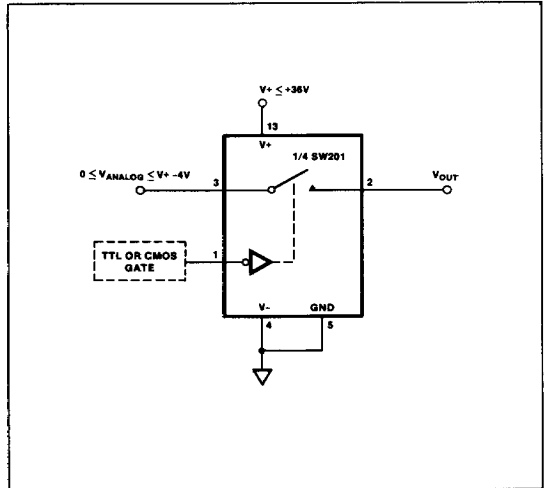 V+ ≤ +36V
13
V+
1/4 SW201
0 ≤ VANALOG ≤ V+ -4V
3
2
VOUT
TTL OR CMOS
GATE
1
V-
GND
4
5